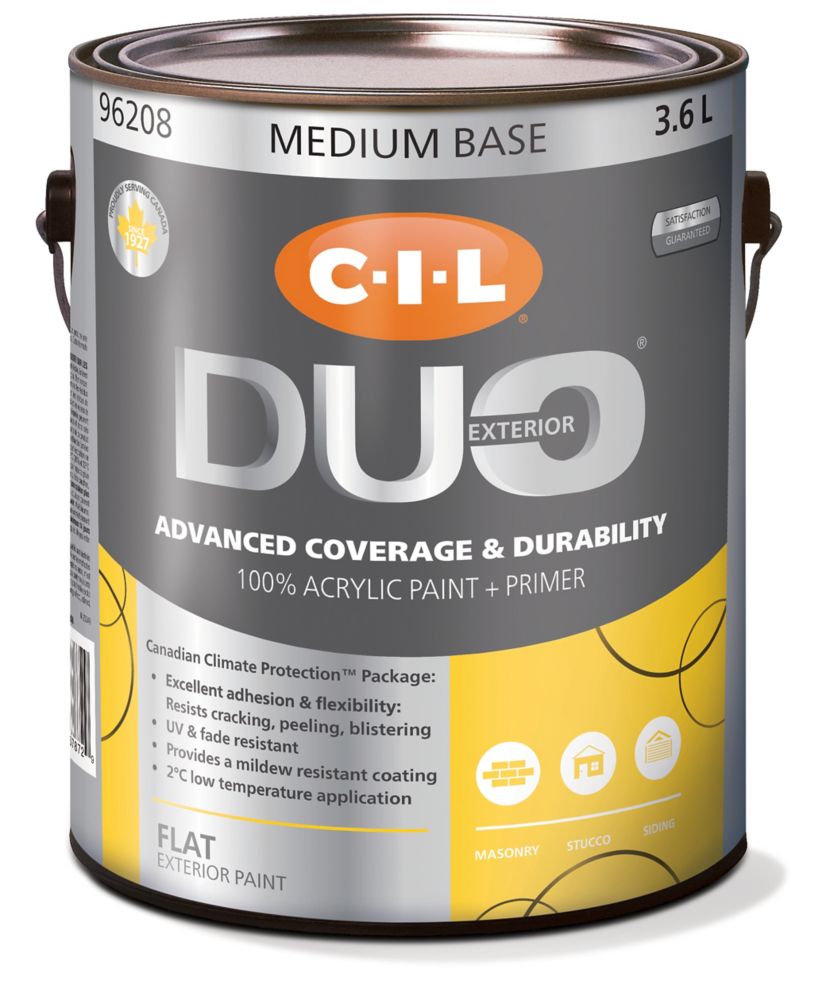 96208
MEDIUM BASE
3.6 L
PROUDLY SERVING CANADA
SINCE
1927
SATISFACTION
GUARANTEED
C·I·L®
DUO®
EXTERIOR
ADVANCED COVERAGE & DURABILITY
100% ACRYLIC PAINT + PRIMER
Canadian Climate Protection™ Package:
• Excellent adhesion & flexibility:
Resists cracking, peeling, blistering
• UV & fade resistant
• Provides a mildew resistant coating
• 2°C low temperature application
FLAT
EXTERIOR PAINT
MASONRY
STUCCO
SIDING